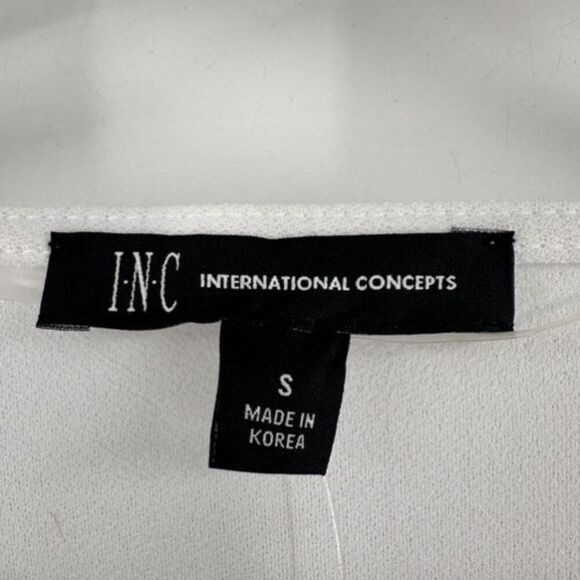 I·N·C INTERNATIONAL CONCEPTS
S
MADE IN
KOREA